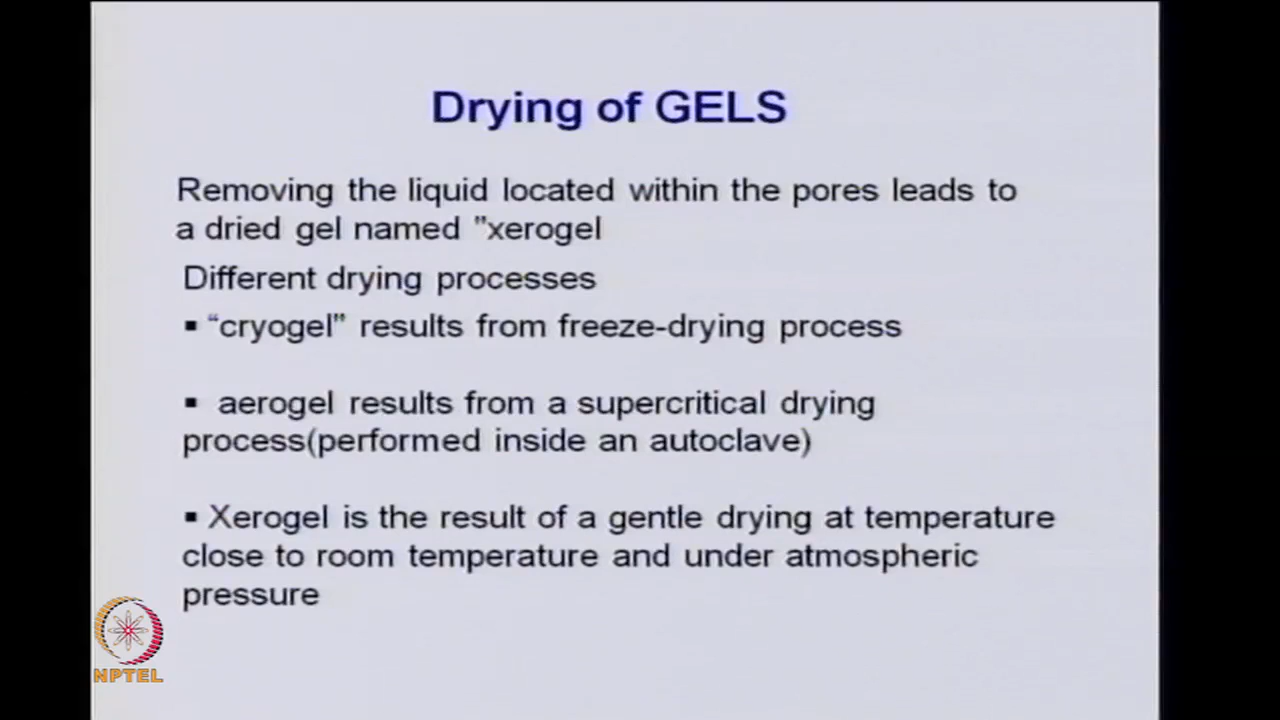 Drying of GELS
Removing the liquid located within the pores leads to
a dried gel named "xerogel
Different drying processes
▪ “cryogel” results from freeze-drying process
▪ aerogel results from a supercritical drying
process(performed inside an autoclave)
▪ Xerogel is the result of a gentle drying at temperature
close to room temperature and under atmospheric
pressure
NPTEL